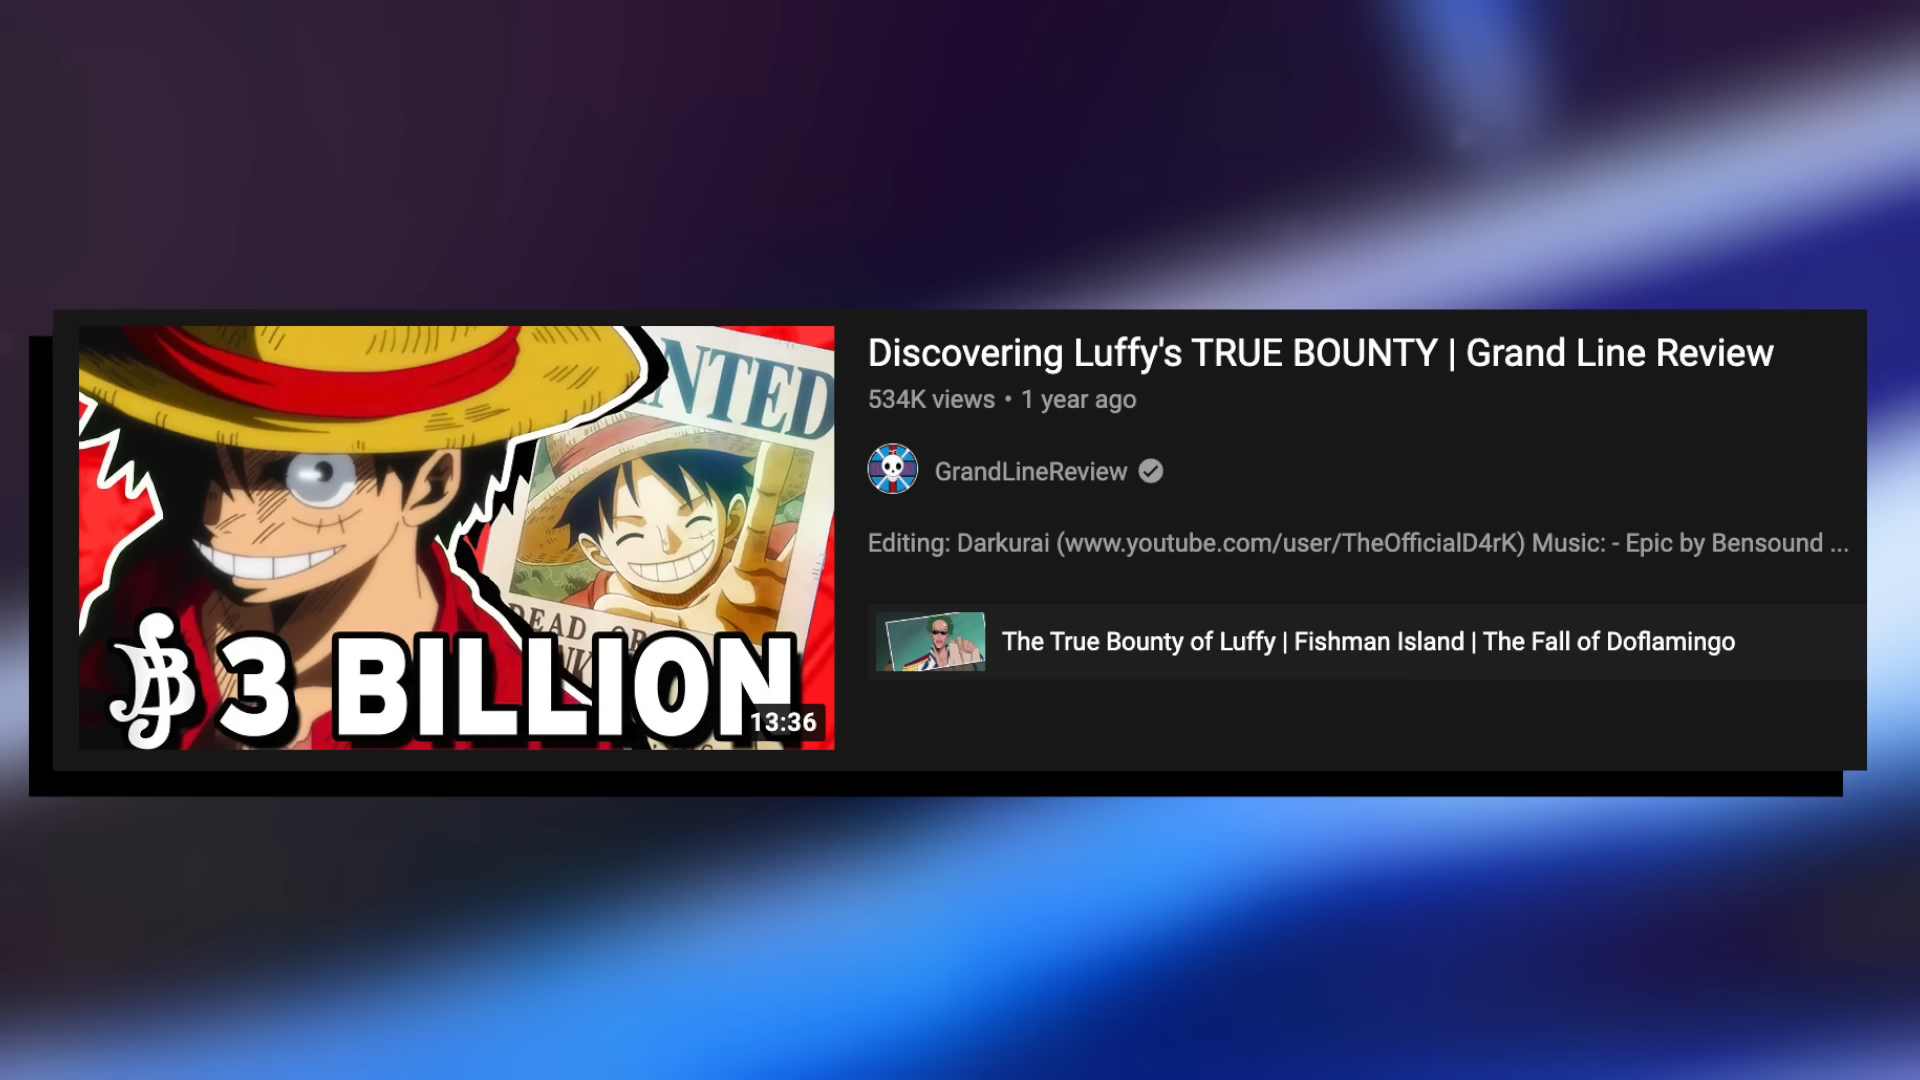 NTED
DEAD OR
฿ 3 BILLION
13:36
Discovering Luffy's TRUE BOUNTY | Grand Line Review
534K views • 1 year ago
GrandLineReview
Editing: Darkurai (www.youtube.com/user/TheOfficialD4rK) Music: - Epic by Bensound ...
The True Bounty of Luffy | Fishman Island | The Fall of Doflamingo